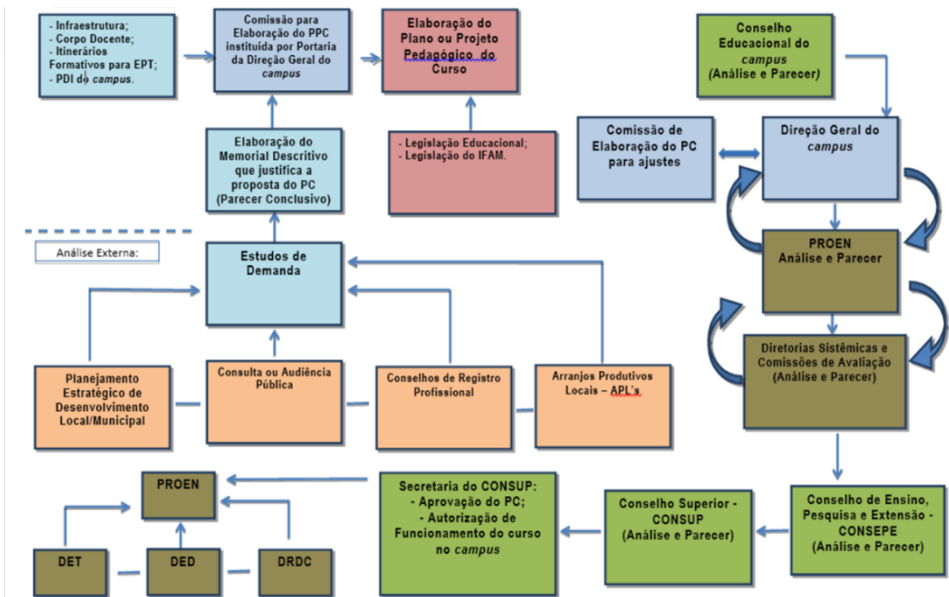 - Infraestrutura;
- Corpo Docente;
- Itinerários
Formativos para EPT;
- PDI do campus.
Comissão para
Elaboração do PPC
instituída por Portaria
da Direção Geral do
campus
Elaboração do
Plano ou Projeto
Pedagógico do
Curso
Elaboração do
Memorial Descritivo
que justifica a
proposta do PC
(Parecer Conclusivo)
- Legislação Educacional;
- Legislação do IFAM.
Análise Externa:
Estudos de
Demanda
Planejamento
Estratégico de
Desenvolvimento
Local/Municipal
Consulta ou Audiência
Pública
Conselhos de Registro
Profissional
Arranjos Produtivos
Locais – APL's
Conselho
Educacional do
campus
(Análise e Parecer)
Comissão de
Elaboração do PC
para ajustes
Direção Geral do
campus
PROEN
Análise e Parecer
Diretorias Sistêmicas e
Comissões de Avaliação
(Análise e Parecer)
Conselho de Ensino,
Pesquisa e Extensão -
CONSEPE
(Análise e Parecer)
Conselho Superior -
CONSUP
(Análise e Parecer)
Secretaria do CONSUP:
- Aprovação do PC;
- Autorização de
Funcionamento do curso
no campus
PROEN
DET
DED
DRDC